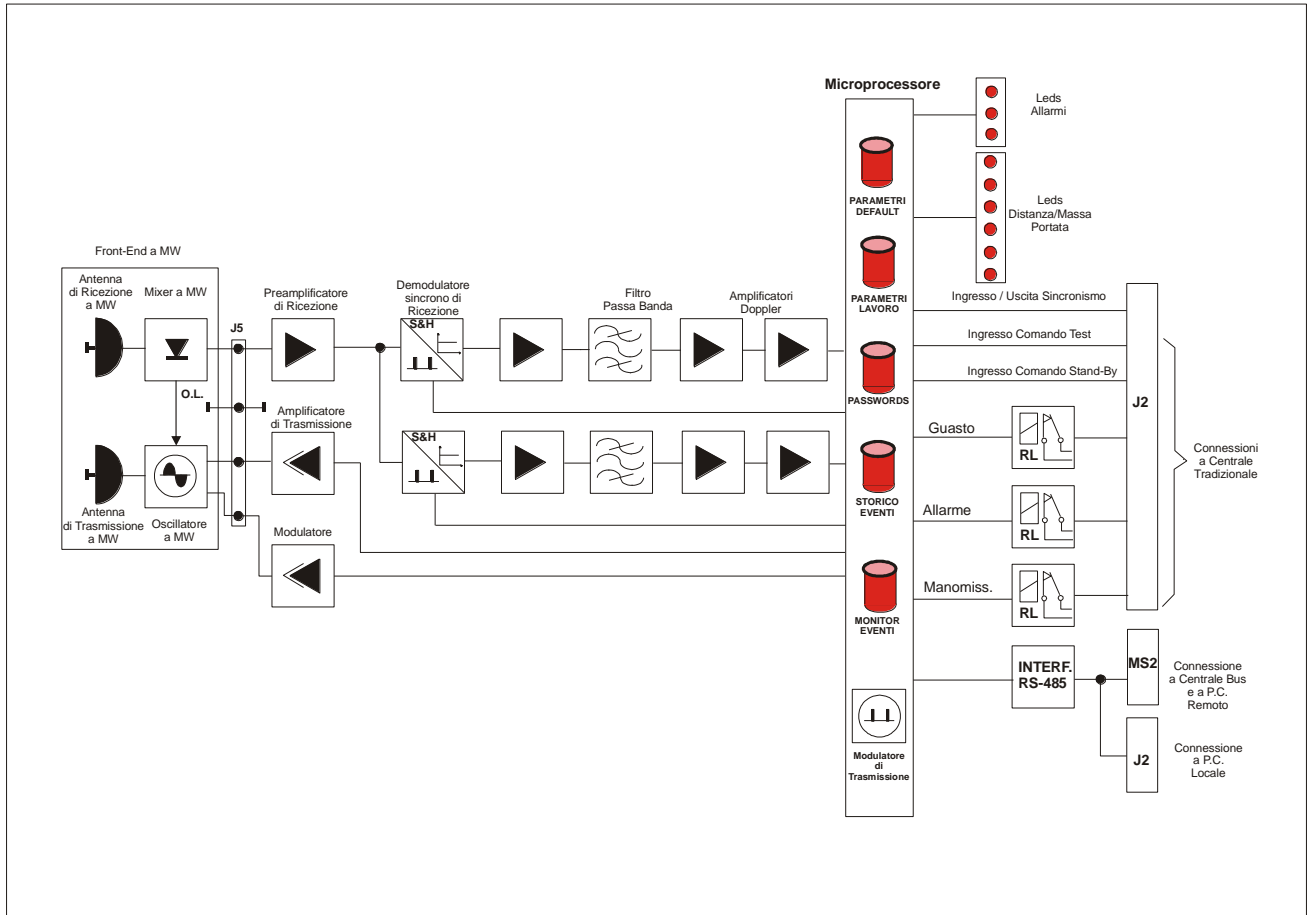 Microprocessore
Leds
Allarmi
PARAMETRI
DEFAULT
Leds
Distanza/Massa
Portata
Front-End a MW
Antenna
di Ricezione
a MW
Mixer a MW
J5
Preamplificatore
di Ricezione
Demodulatore
sincrono di
Ricezione
S&H
Filtro
Passa Banda
Amplificatori
Doppler
PARAMETRI
LAVORO
Ingresso / Uscita Sincronismo
Ingresso Comando Test
Ingresso Comando Stand-By
J2
O.L.
Amplificatore
di Trasmissione
PASSWORDS
Guasto
RL
Connessioni
a Centrale
Tradizionale
S&H
Antenna
di Trasmissione
a MW
Oscillatore
a MW
Modulatore
STORICO
EVENTI
Allarme
RL
Manomiss.
RL
MONITOR
EVENTI
INTERF.
RS-485
MS2
Connessione
a Centrale Bus
e a P.C.
Remoto
Modulatore
di
Trasmissione
J2
Connessione
a P.C.
Locale